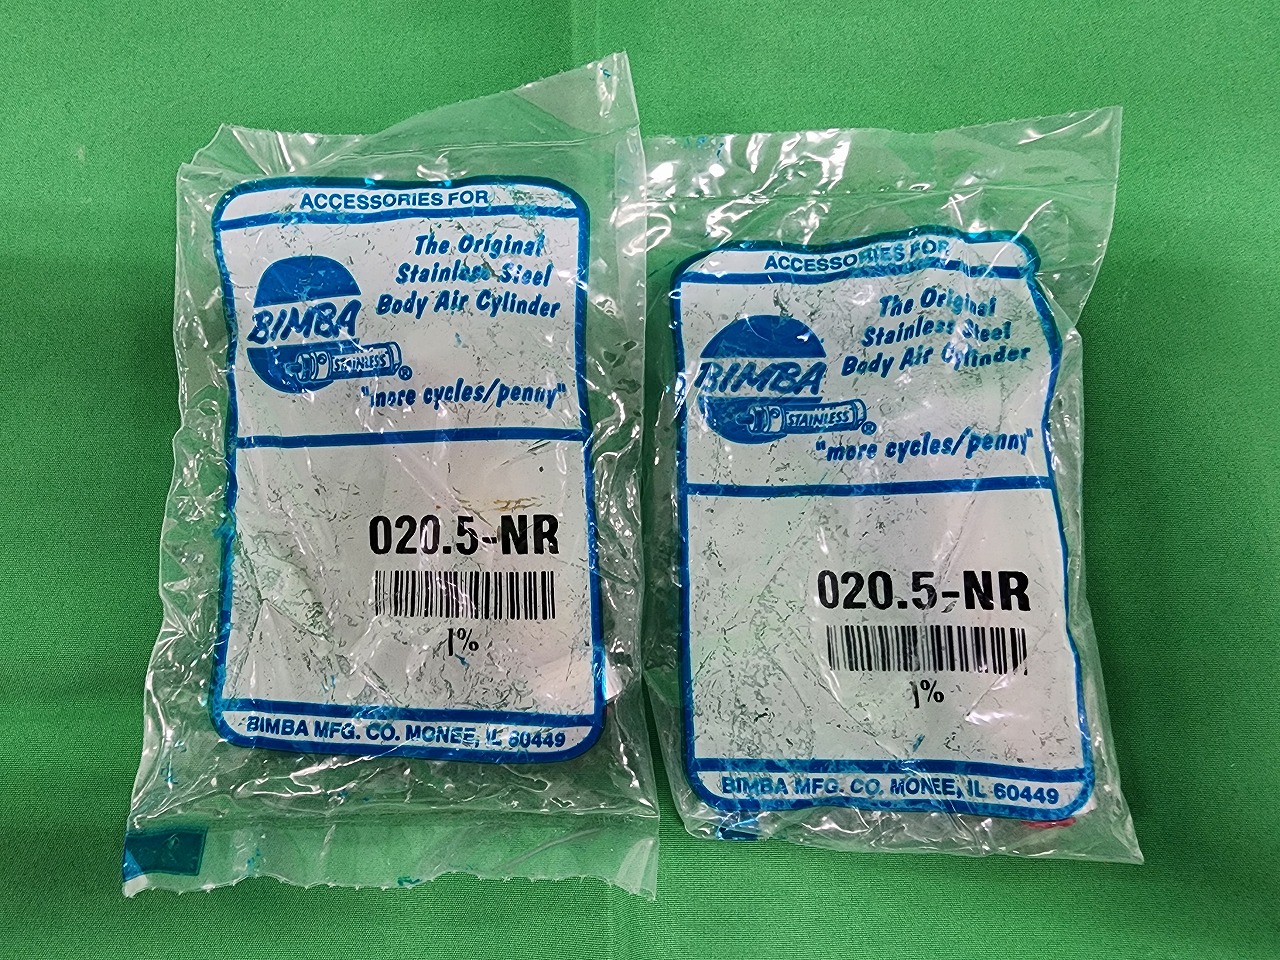 ACCESSORIES FOR
The Original
Stainless Steel
Body Air Cylinder
BIMBA
STAINLESS
®
"more cycles/penny"
020.5-NR
1%
BIMBA MFG. CO. MONEE, IL 60449
ACCESSORIES FOR
The Original
Stainless Steel
Body Air Cylinder
BIMBA
STAINLESS
®
"more cycles/penny"
020.5-NR
1%
BIMBA MFG. CO. MONEE, IL 60449